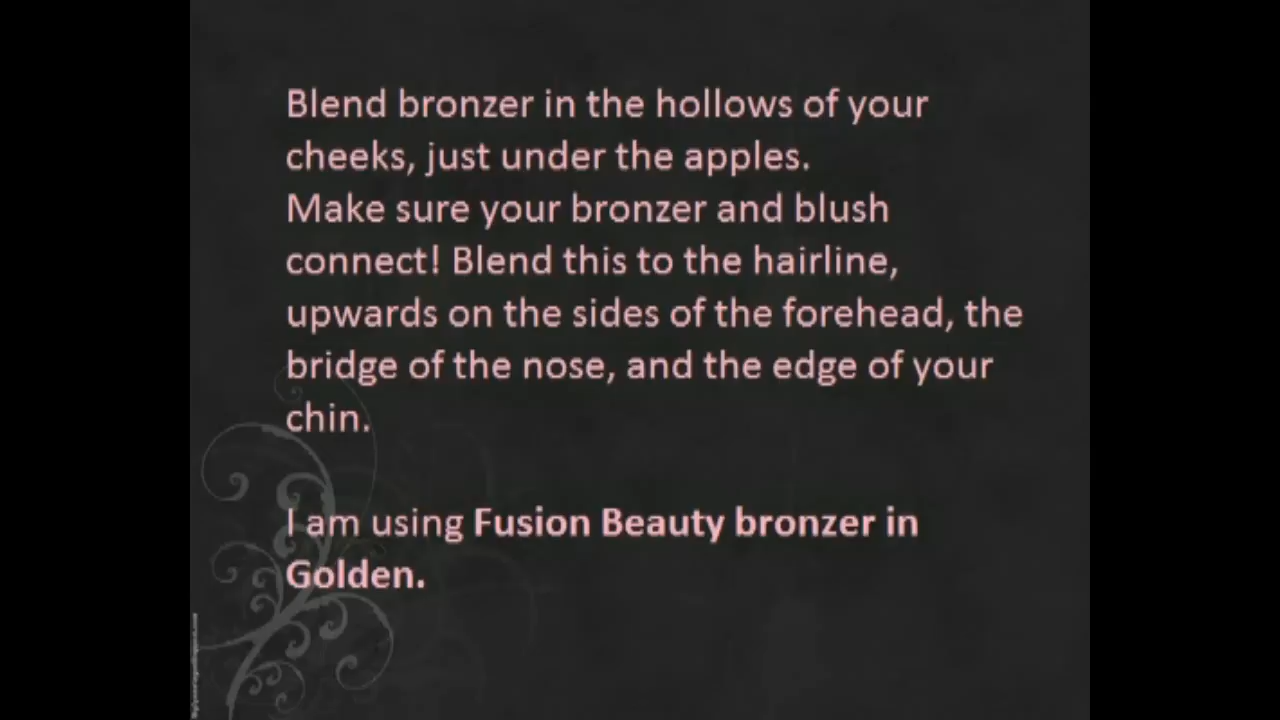 Blend bronzer in the hollows of your
cheeks, just under the apples.
Make sure your bronzer and blush
connect! Blend this to the hairline,
upwards on the sides of the forehead, the
bridge of the nose, and the edge of your
chin.
I am using Fusion Beauty bronzer in
Golden.